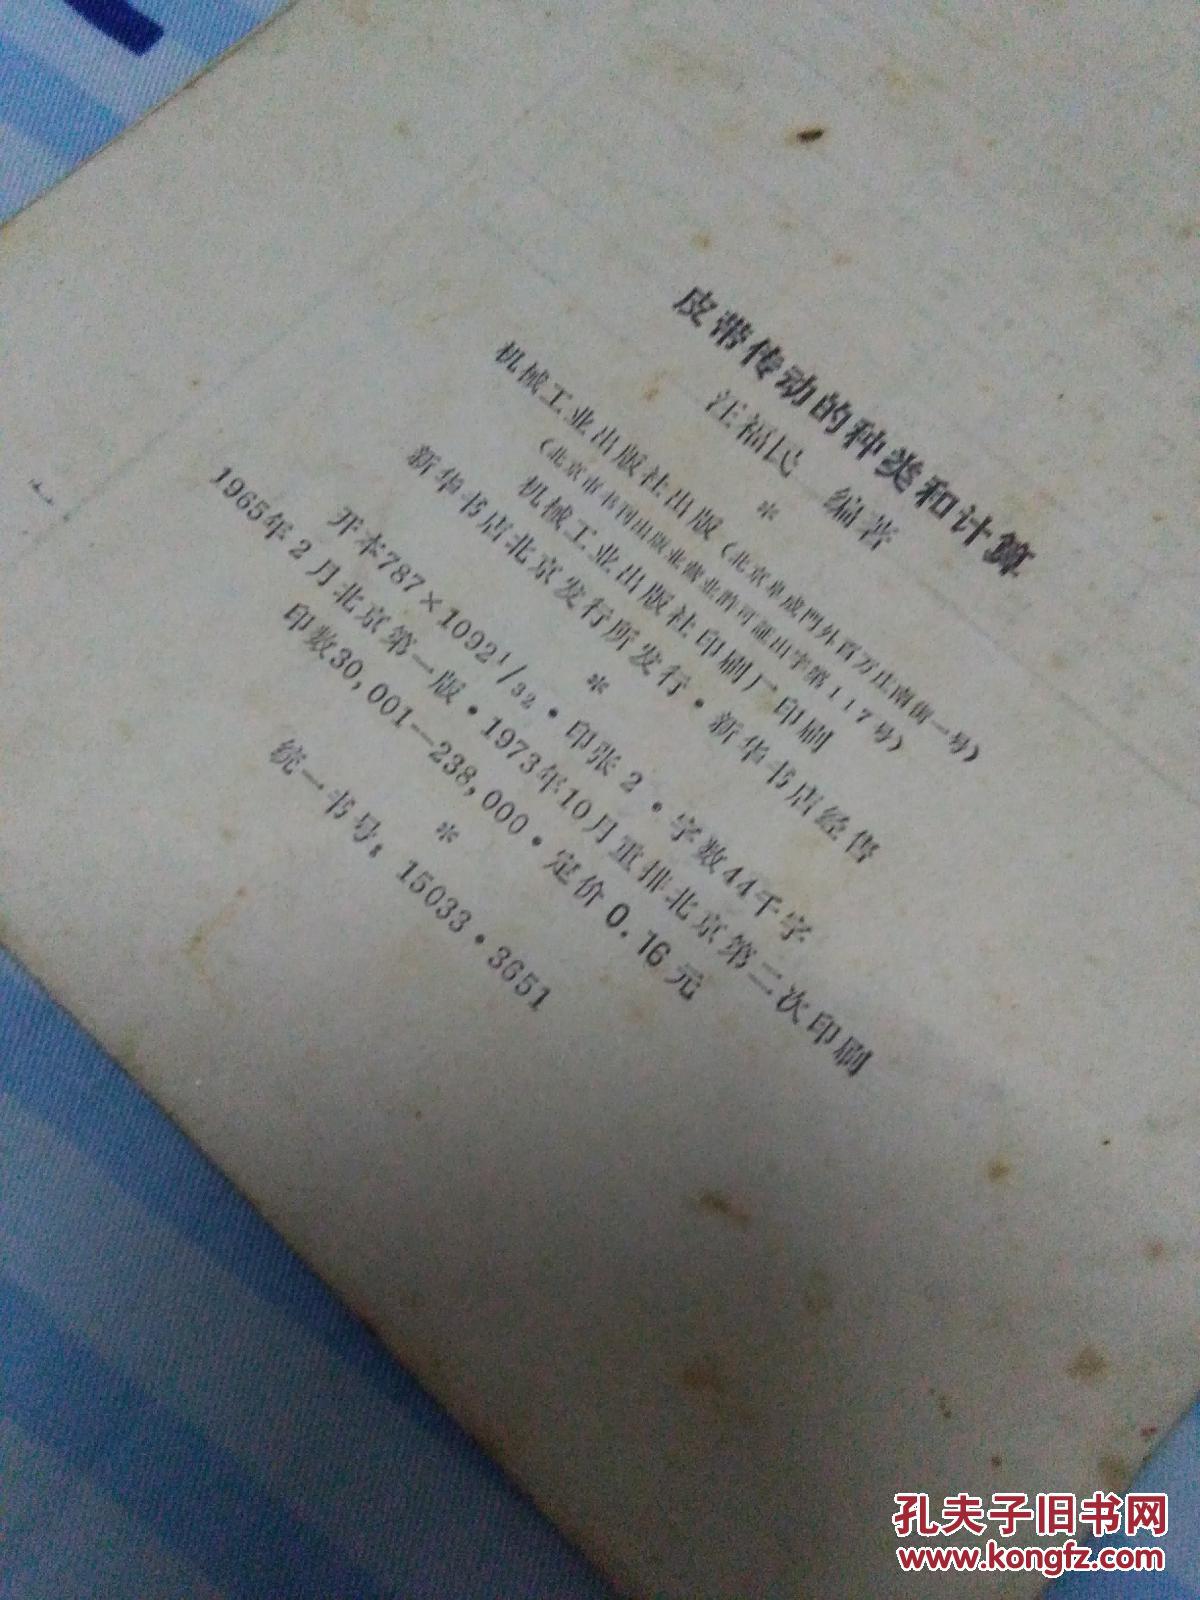 皮带传动的种类和计算
汪福民 编著
*
机械工业出版社出版（北京阜成門外百万庄南街一号）
（北京市书刊出版业营业許可証出字第117号）
机械工业出版社印刷厂印刷
新华书店北京发行所发行·新华书店经售
*
开本787×1092 1/32·印张2·字数44千字
1965年2月北京第一版·1973年10月重排北京第二次印刷
印数30,001—238,000·定价0.16元
*
统一书号：15033·3651
孔夫子旧书网
www.kongfz.com